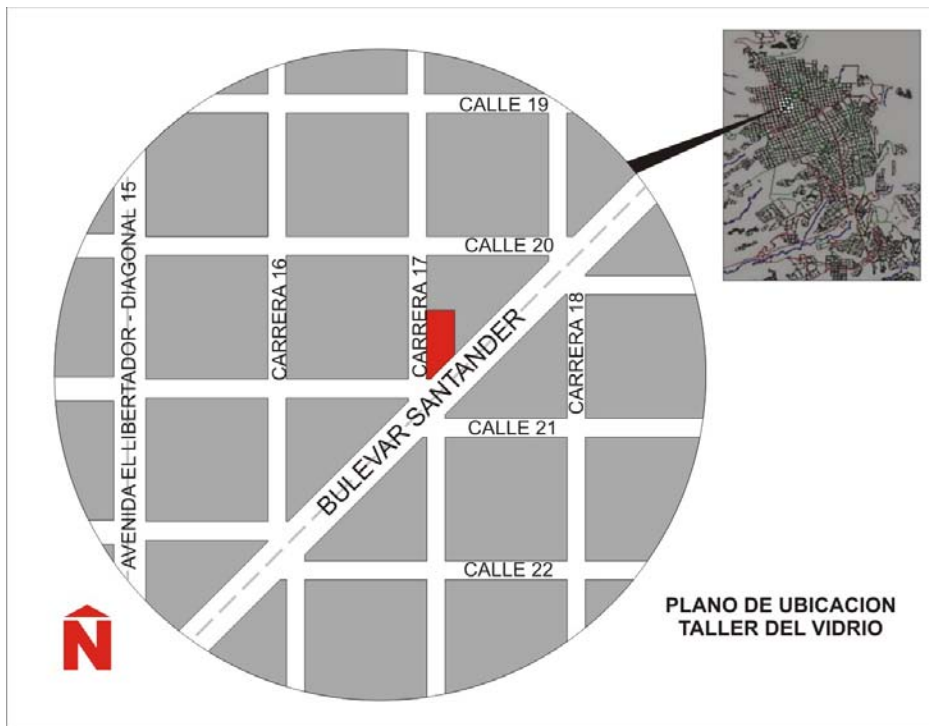 CALLE 19
AVENIDA EL LIBERTADOR - DIAGONAL 15
CALLE 20
CARRERA 16
CARRERA 17
CARRERA 18
BULEVAR SANTANDER
CALLE 21
CALLE 22
N
PLANO DE UBICACION
TALLER DEL VIDRIO